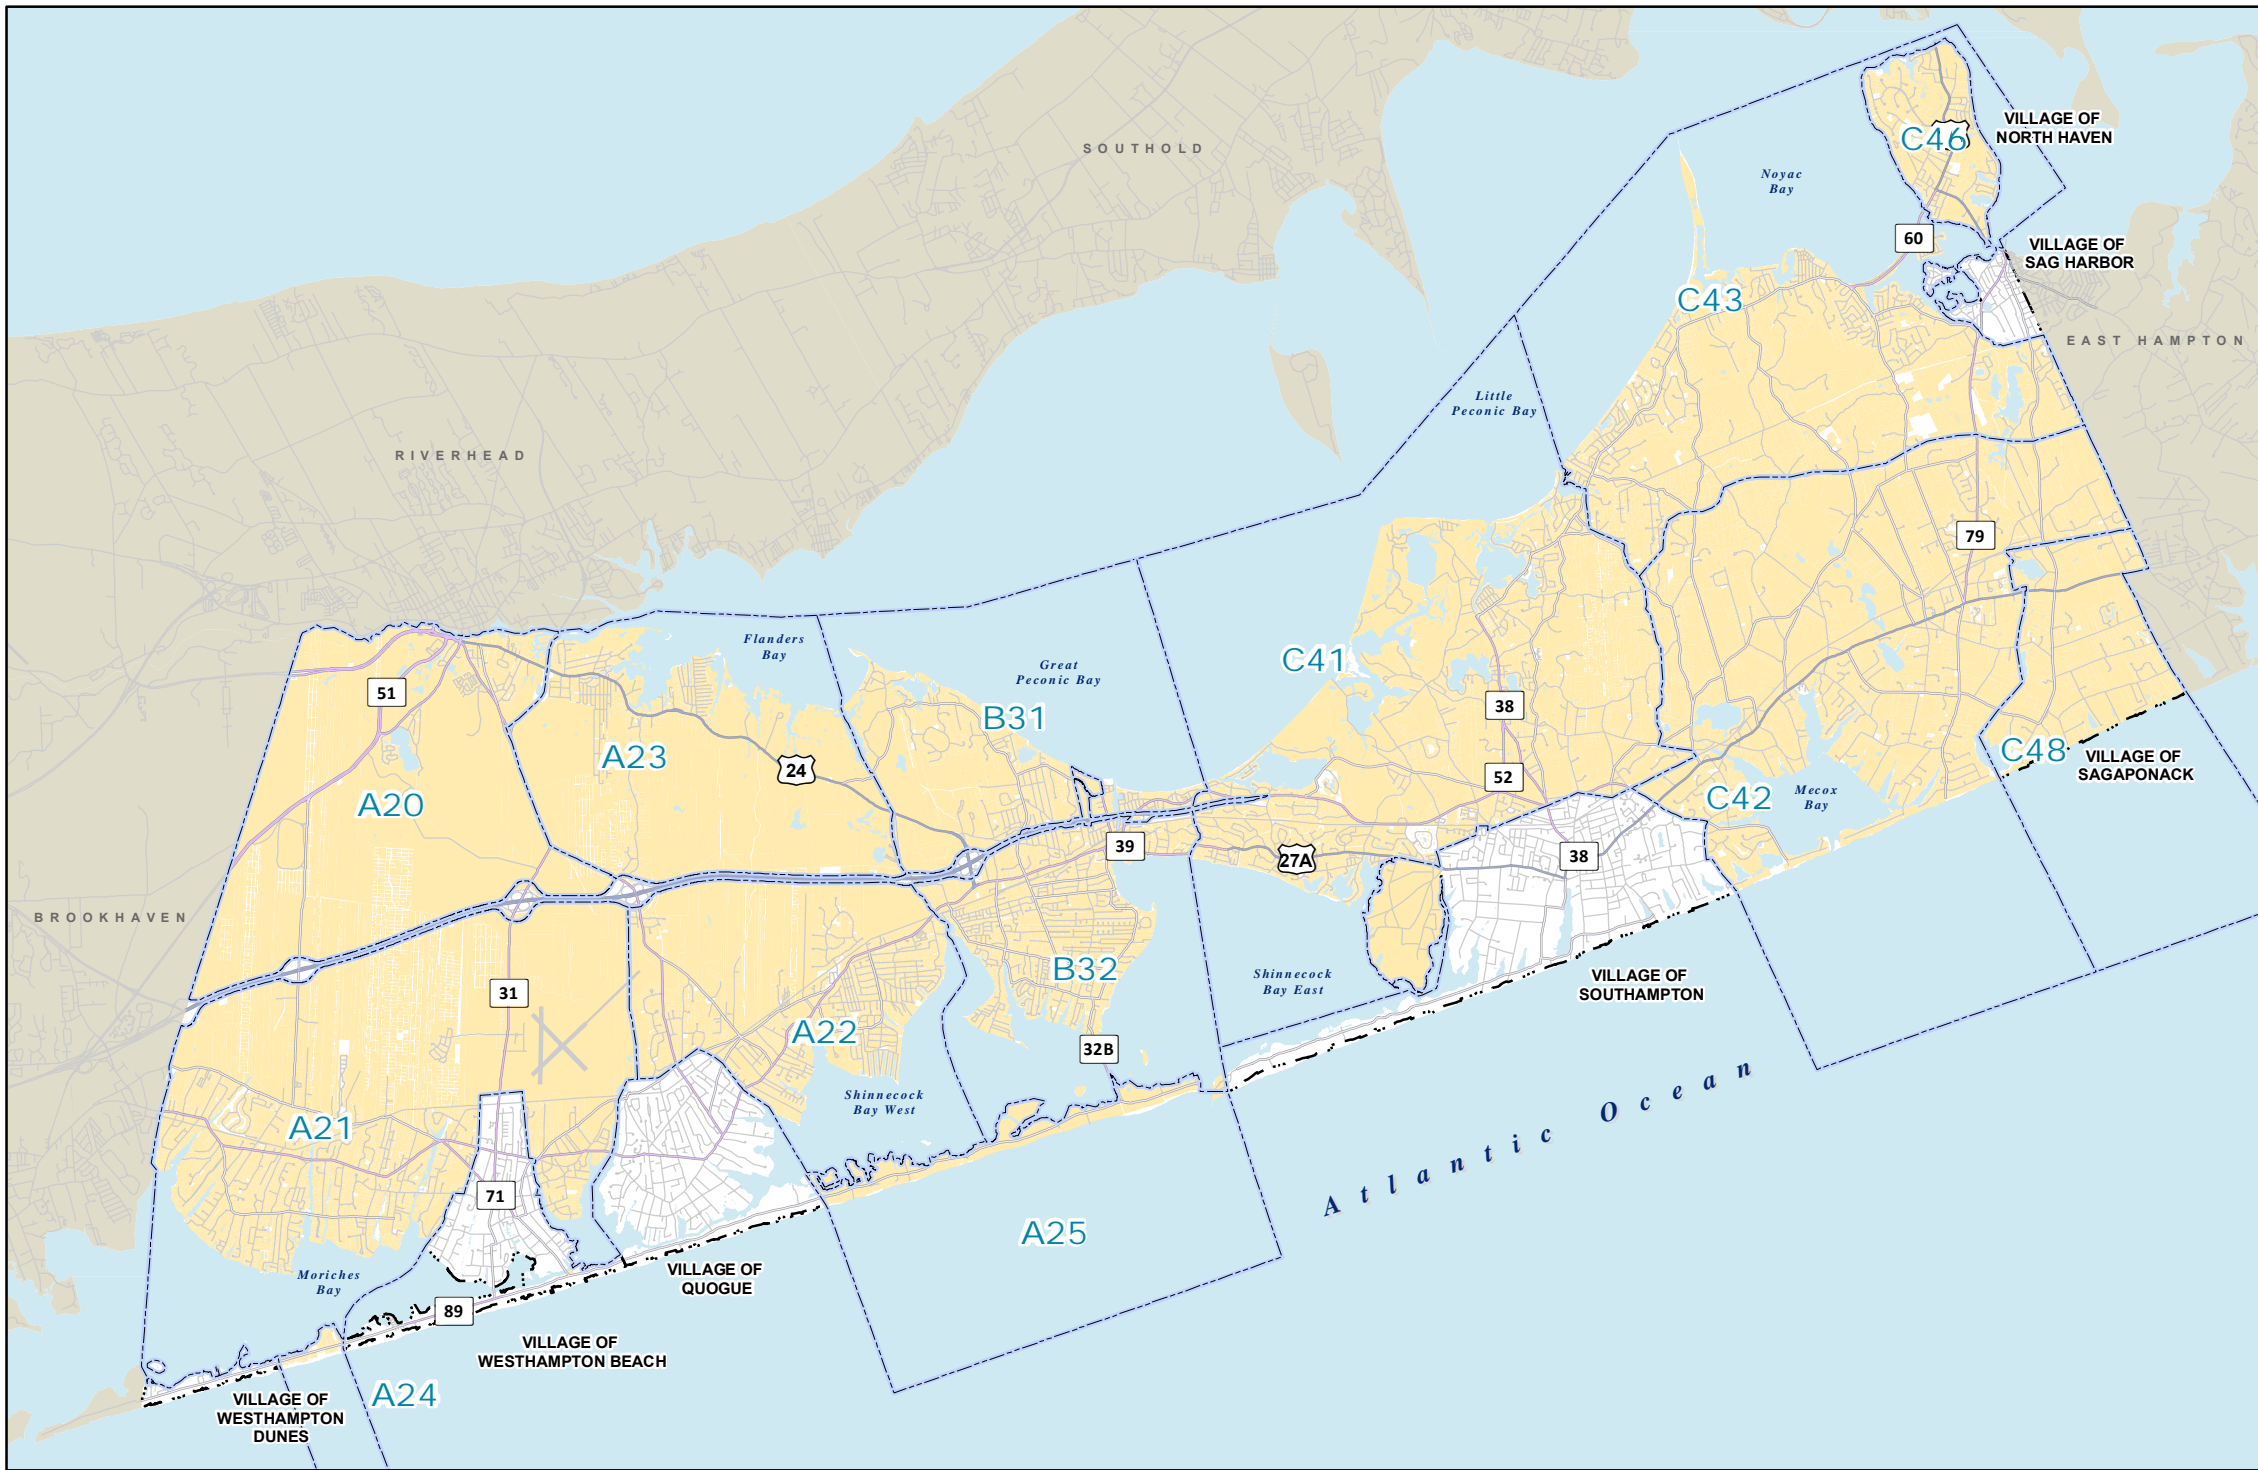 VILLAGE OF
NORTH HAVEN
C46
SOUTHOLD
Noyac
Bay
60
VILLAGE OF
SAG HARBOR
C43
EAST HAMPTON
Little
Peconic Bay
RIVERHEAD
79
Flanders
Bay
Great
Peconic Bay
C41
51
38
B31
A23
24
C48
VILLAGE OF
SAGAPONACK
52
A20
C42
Mecox
Bay
39
27A
38
BROOKHAVEN
B32
Shinnecock
Bay East
VILLAGE OF
SOUTHAMPTON
31
A22
32B
Shinnecock
Bay West
Atlantic Ocean
A21
71
A25
Moriches
Bay
VILLAGE OF
QUOGUE
89
VILLAGE OF
WESTHAMPTON BEACH
A24
VILLAGE OF
WESTHAMPTON
DUNES